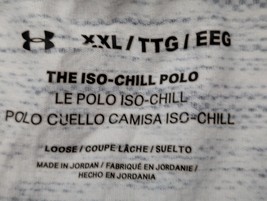 XXL / TTG / EEG
THE ISO-CHILL POLO
LE POLO ISO-CHILL
POLO CUELLO CAMISA ISO-CHILL
LOOSE / COUPE LÂCHE / SUELTO
MADE IN JORDAN / FABRIQUÉ EN JORDANIE /
HECHO EN JORDANIA